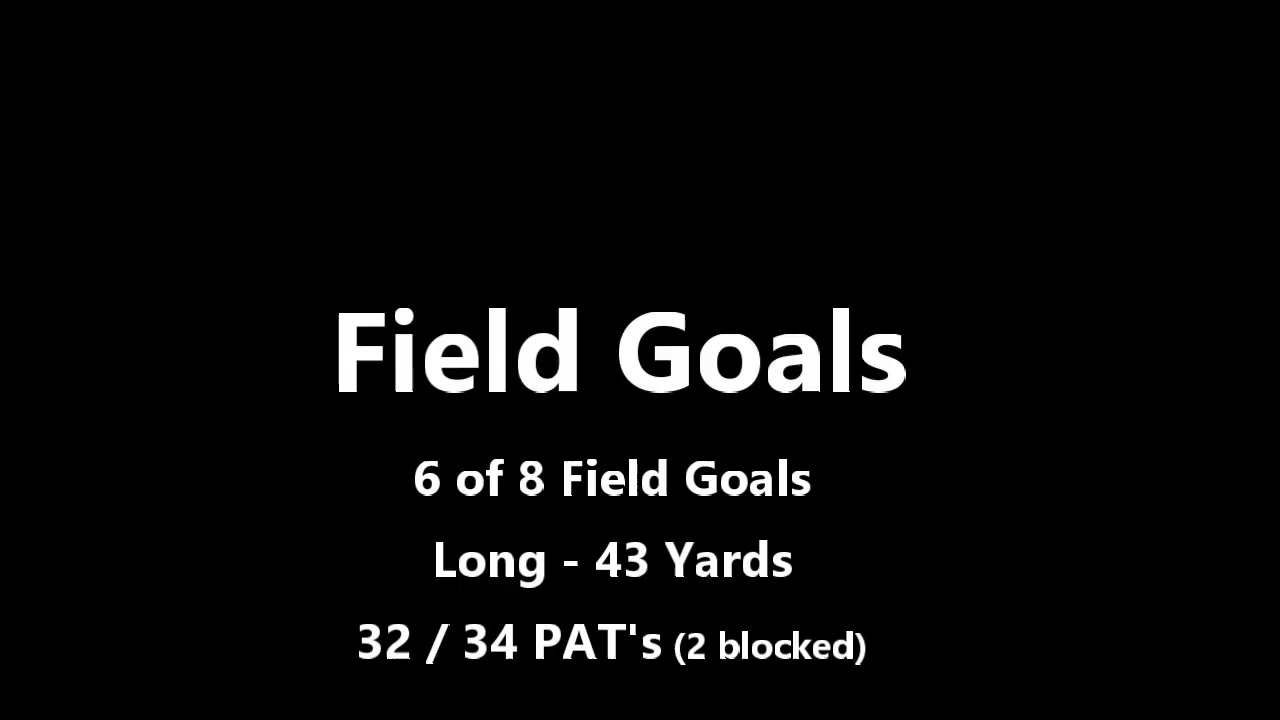 Field Goals
6 of 8 Field Goals
Long - 43 Yards
32 / 34 PAT's (2 blocked)